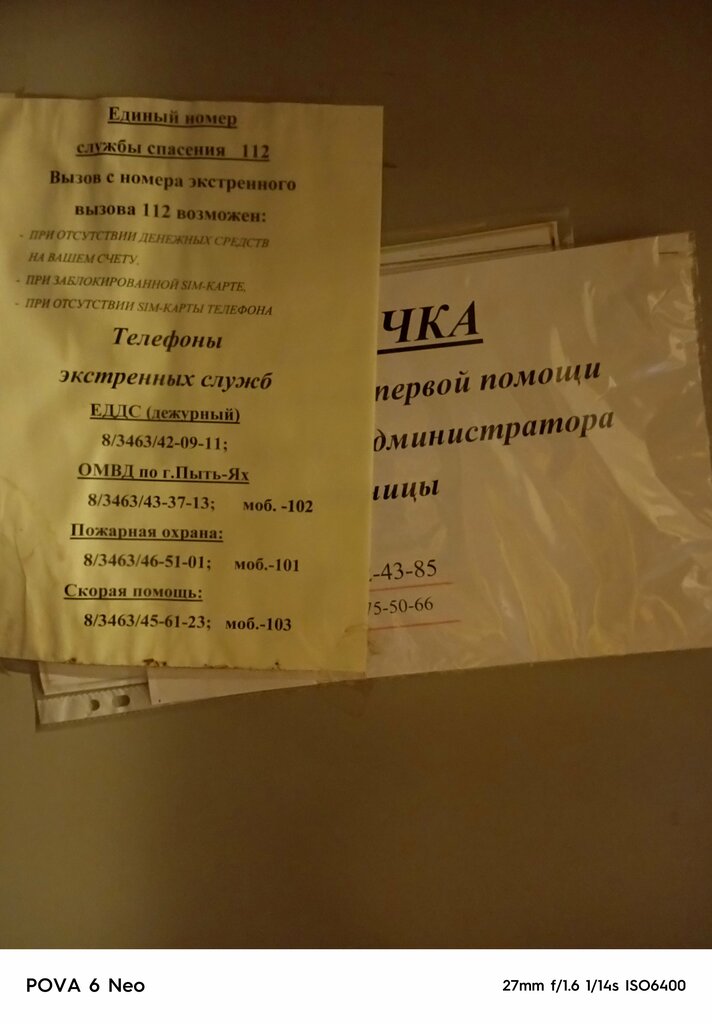 Единый номер
службы спасения 112
Вызов с номера экстренного
вызова 112 возможен:
- ПРИ ОТСУТСТВИИ ДЕНЕЖНЫХ СРЕДСТВ
НА ВАШЕМ СЧЕТУ,
- ПРИ ЗАБЛОКИРОВАННОЙ SIM-КАРТЕ,
- ПРИ ОТСУТСТВИИ SIM-КАРТЫ ТЕЛЕФОНА
Телефоны
экстренных служб
ЕДДС (дежурный)
8/3463/42-09-11;
ОМВД по г.Пыть-Ях
8/3463/43-37-13; моб. -102
Пожарная охрана:
8/3463/46-51-01; моб.-101
Скорая помощь:
8/3463/45-61-23; моб.-103
ЧКА
первой помощи
дминистратора
ницы
-43-85
75-50-66
POVA 6 Neo
27mm f/1.6 1/14s ISO6400